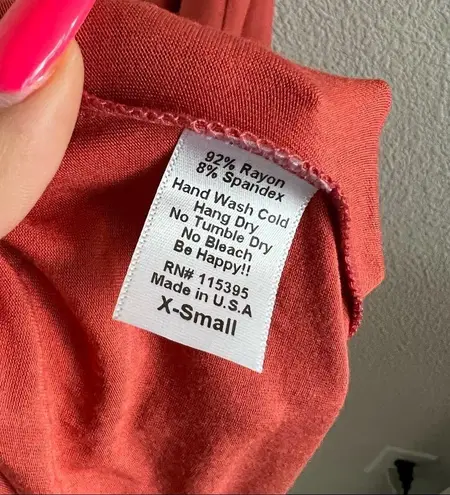 92% Rayon
8% Spandex
Hand Wash Cold
Hang Dry
No Tumble Dry
No Bleach
Be Happy!!
RN# 115395
Made in U.S.A
X-Small